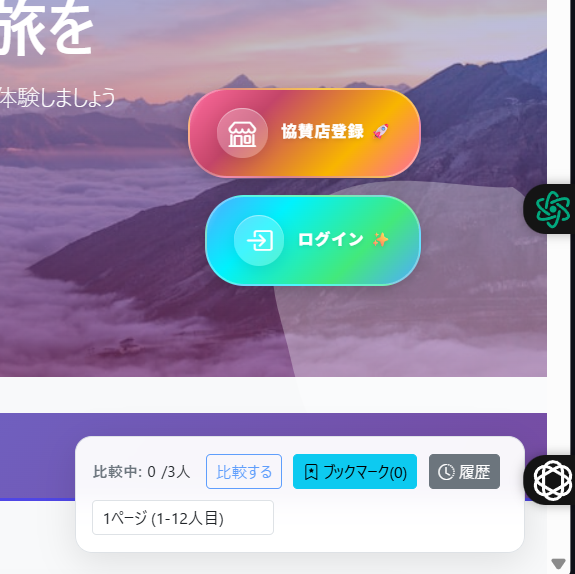 旅を
体験しましょう
協賛店登録 🚀
ログイン ✨
比較中: 0 /3人 比較する ブックマーク(0) 履歴
1ページ (1-12人目)